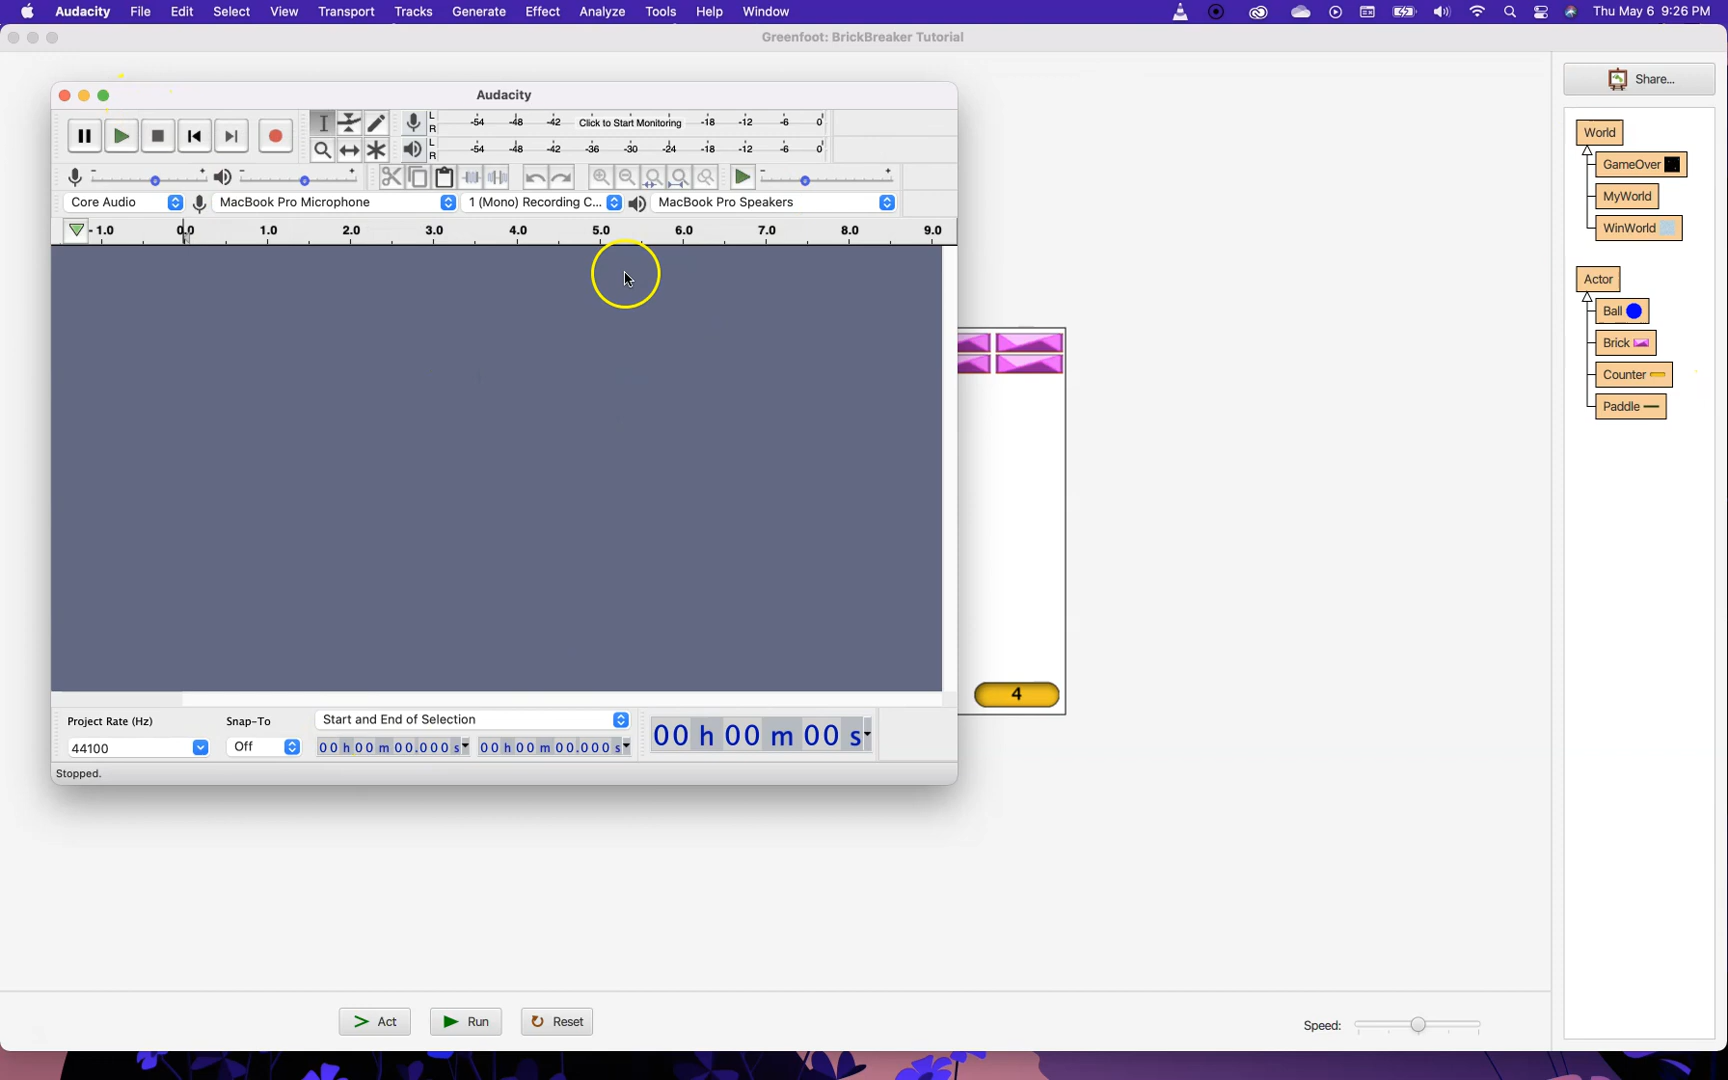 Audacity File Edit Select View Transport Tracks Generate Effect Analyze Tools Help Window Thu May 6 9:26 PM
Greenfoot: BrickBreaker Tutorial
Share...
Audacity
L
R
-54 -48 -42 Click to Start Monitoring -18 -12 -6 0
L
R
-54 -48 -42 -36 -30 -24 -18 -12 -6 0
Core Audio MacBook Pro Microphone 1 (Mono) Recording C... MacBook Pro Speakers
- 1.0 0.0 1.0 2.0 3.0 4.0 5.0 6.0 7.0 8.0 9.0
World
GameOver
MyWorld
WinWorld
Actor
Ball
Brick
Counter
Paddle
4
Project Rate (Hz) Snap-To Start and End of Selection
44100 Off 00 h 00 m 00.000 s 00 h 00 m 00.000 s 00 h 00 m 00 s
Stopped.
Act Run Reset Speed: